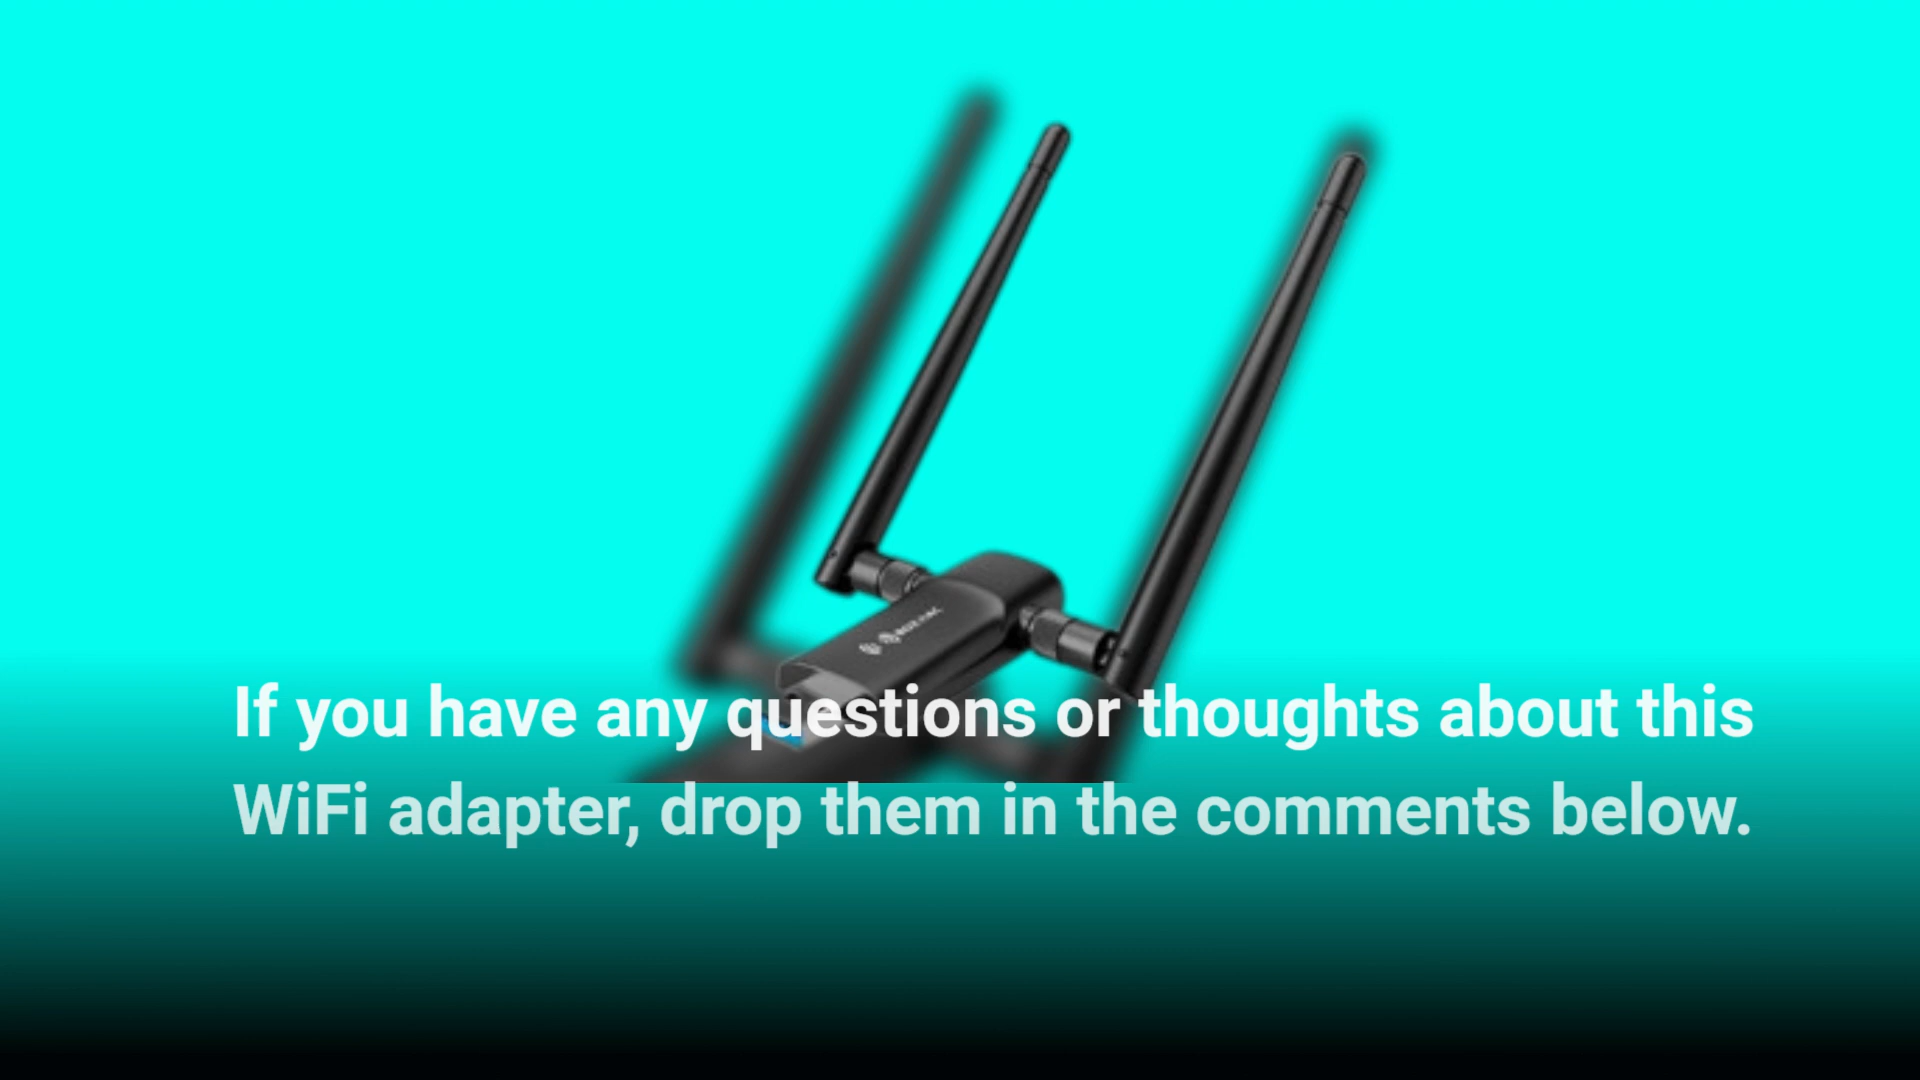 If you have any questions or thoughts about this
WiFi adapter, drop them in the comments below.